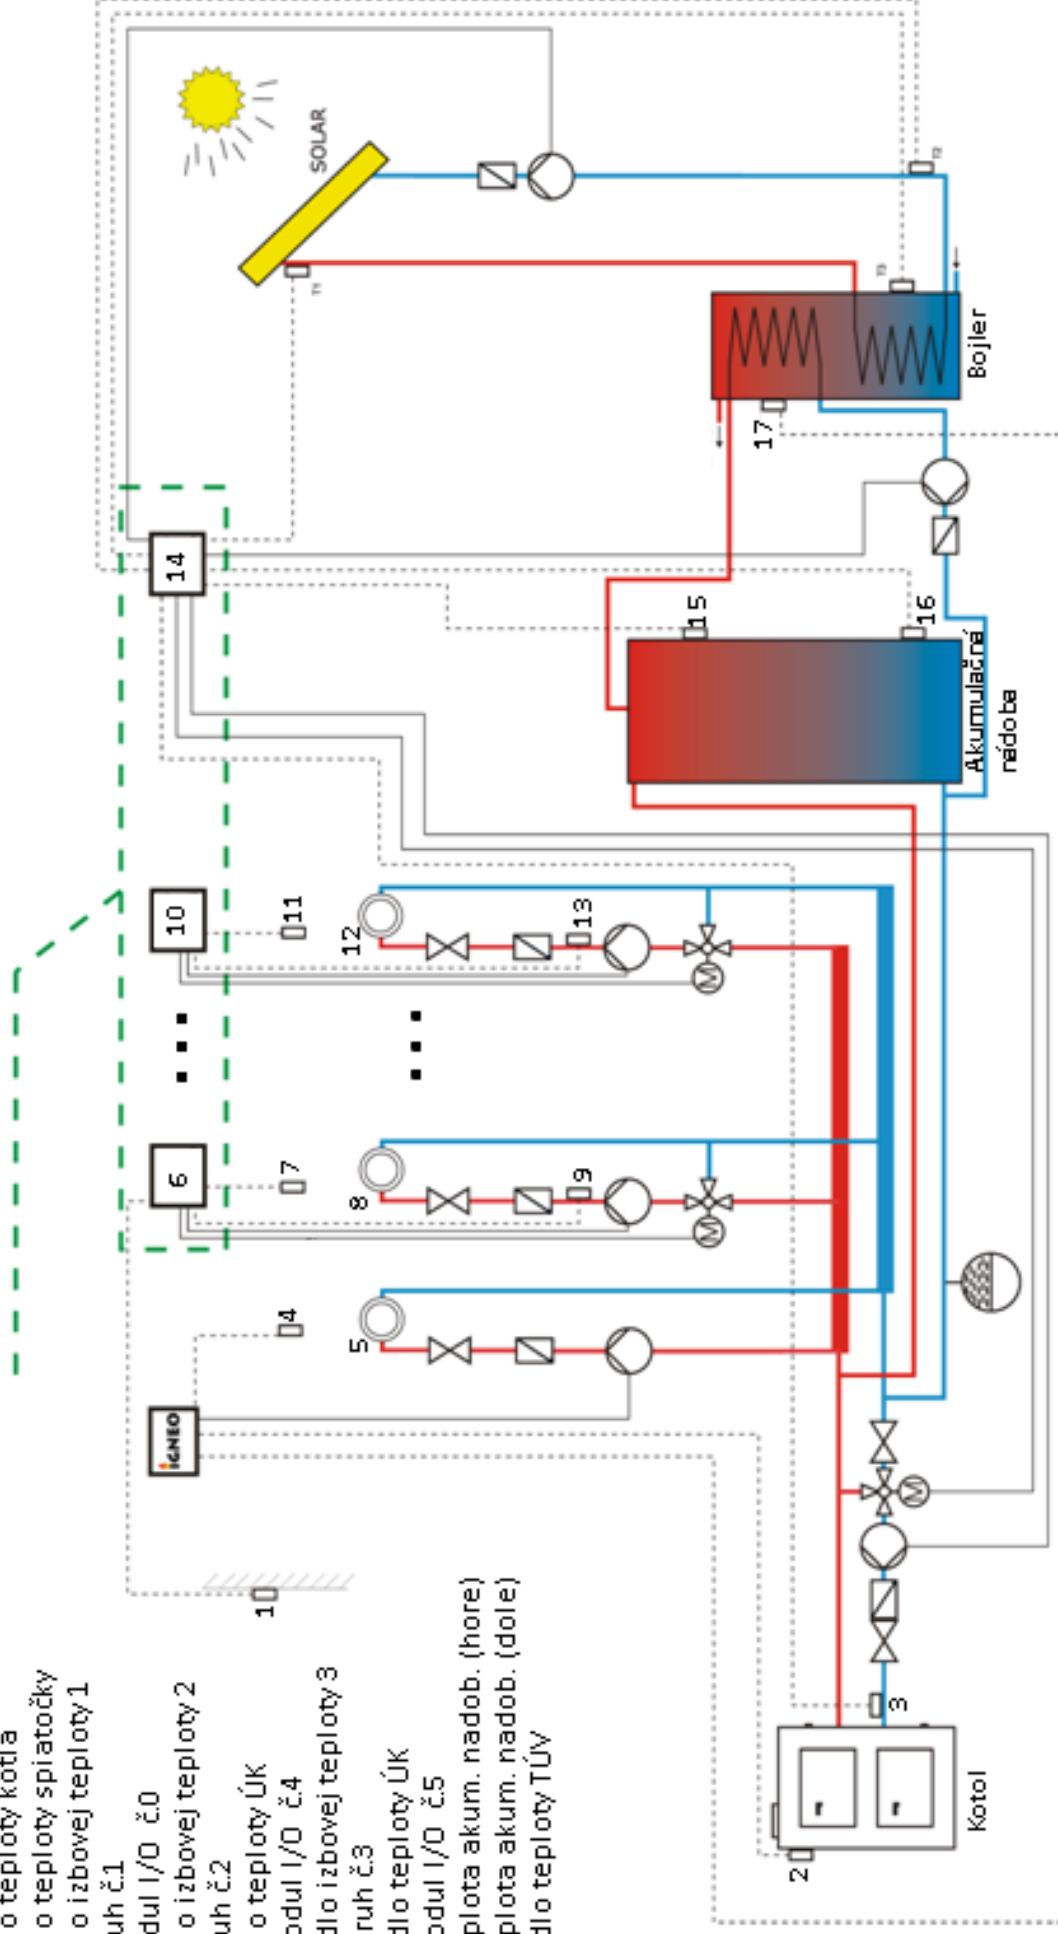 o teploty kotla
o teploty spiatočky
o izbovej teploty 1
uh č.1
dul I/O č.0
o izbovej teploty 2
uh č.2
o teploty ÚK
odul I/O č.4
dlo izbovej teploty 3
ruh č.3
dlo teploty ÚK
odul I/O č.5
plota akum. nadob. (hore)
plota akum. nadob. (dole)
dlo teploty TÚV
1
iGNEO
4
6
7
10
11
14
SOLAR
T1
5
8
9
12
13
M
M
15
16
17
T3
T2
Bojler
Akumulačná
nádoba
2
3
M
Kotol